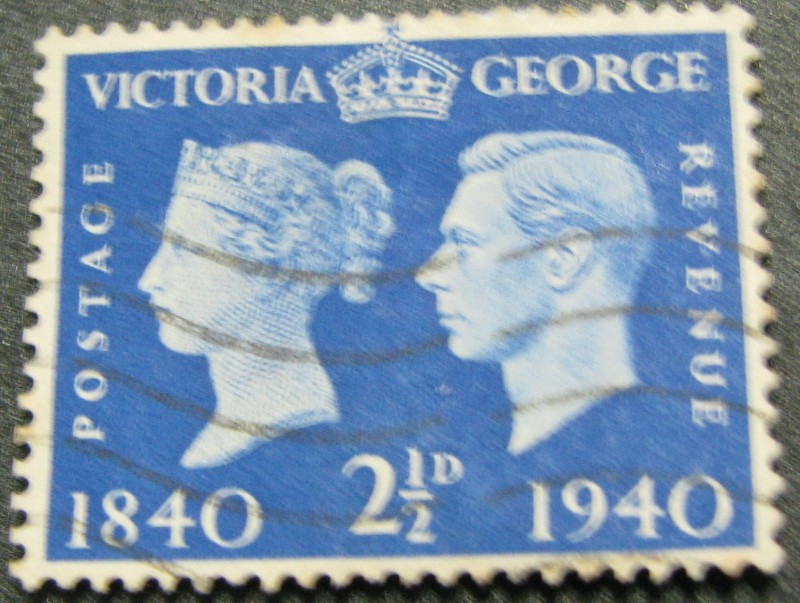 VICTORIA GEORGE
POSTAGE
REVENUE
1840 2½D 1940